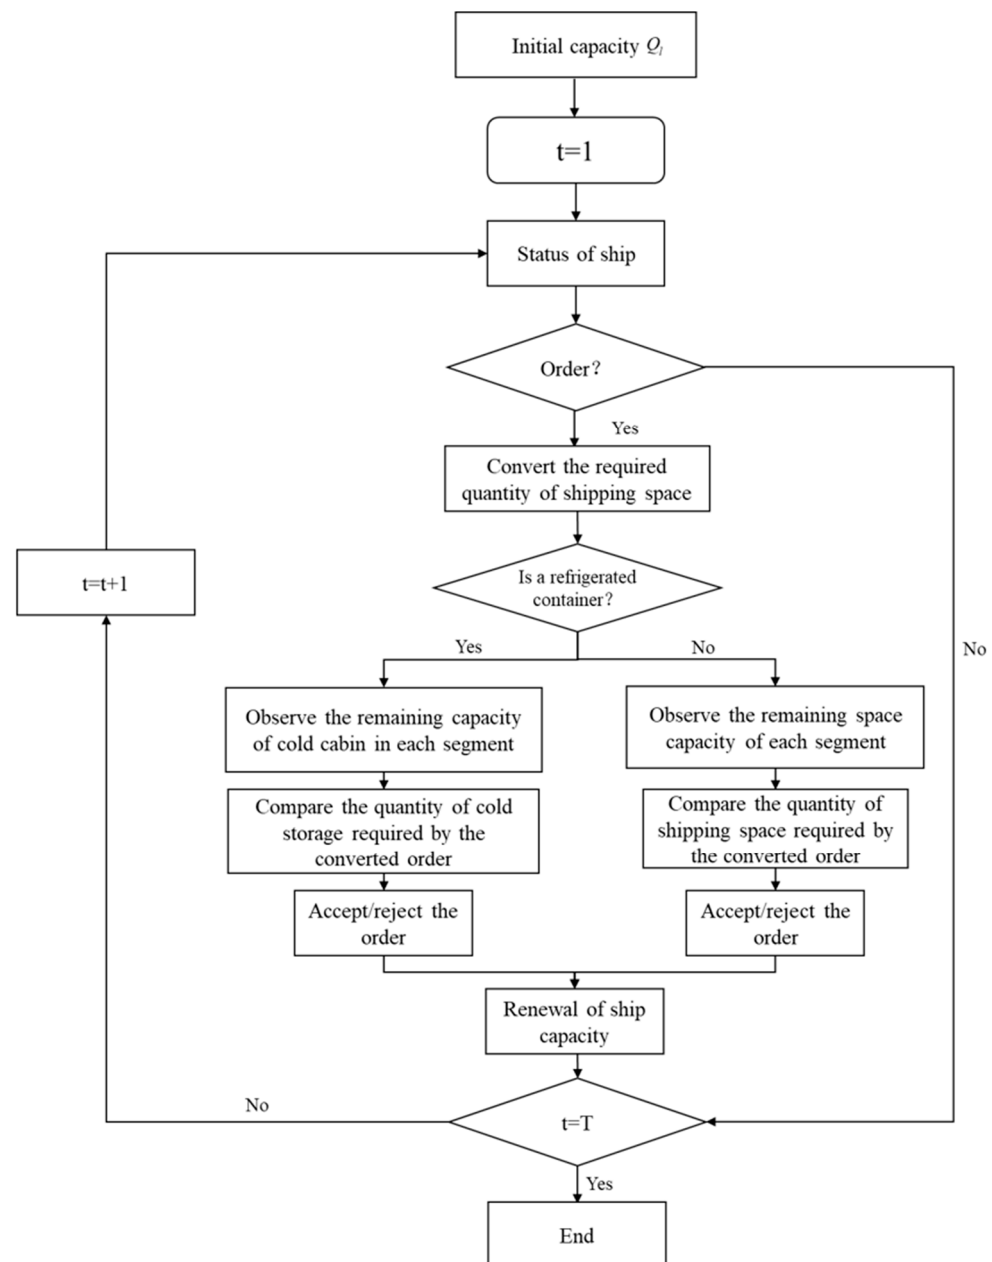 Initial capacity Q_l
t=1
Status of ship
Order?
Yes
Convert the required
quantity of shipping space
Is a refrigerated
container?
t=t+1
Yes
No
No
Observe the remaining capacity
of cold cabin in each segment
Observe the remaining space
capacity of each segment
Compare the quantity of cold
storage required by the
converted order
Compare the quantity of
shipping space required by
the converted order
Accept/reject the
order
Accept/reject the
order
Renewal of ship
capacity
No
t=T
Yes
End